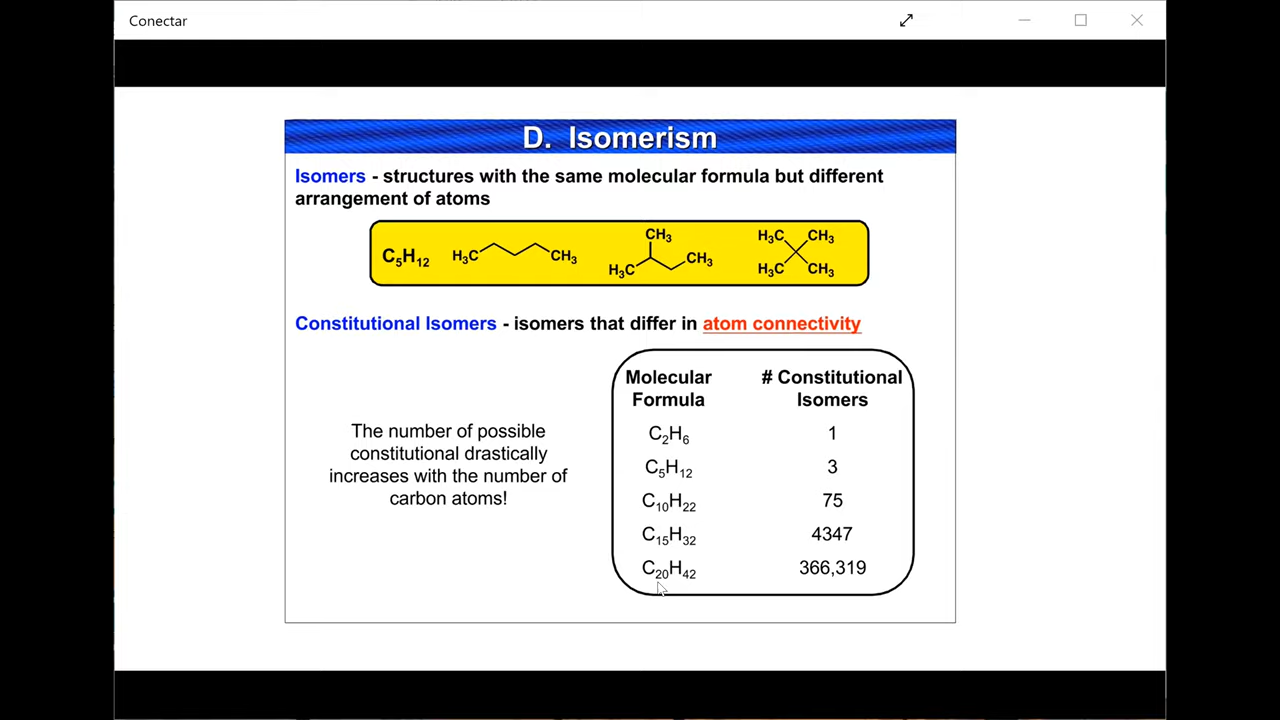 Conectar
D. Isomerism
Isomers - structures with the same molecular formula but different
arrangement of atoms
C5H12 H3C CH3 CH3 H3C CH3 H3C CH3 H3C CH3
Constitutional Isomers - isomers that differ in atom connectivity
The number of possible
constitutional drastically
increases with the number of
carbon atoms!
Molecular Formula # Constitutional Isomers
C2H6 1
C5H12 3
C10H22 75
C15H32 4347
C20H42 366,319